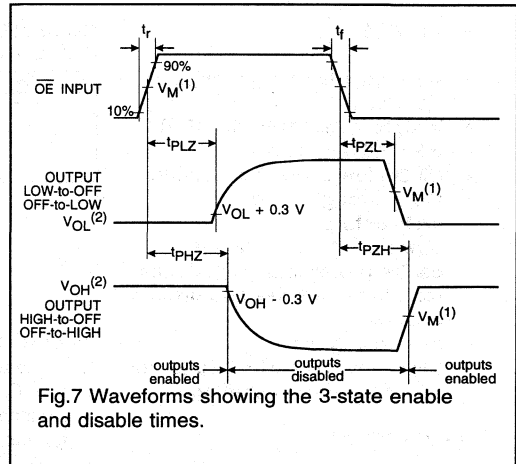 tr
tf
90%
OE INPUT
VM(1)
10%
tPLZ
tPZL
OUTPUT
LOW-to-OFF
OFF-to-LOW
VOL(2)
VOL + 0.3 V
VM(1)
tPHZ
tPZH
VOH(2)
OUTPUT
HIGH-to-OFF
OFF-to-HIGH
VOH - 0.3 V
VM(1)
outputs enabled
outputs disabled
outputs enabled
Fig.7 Waveforms showing the 3-state enable
and disable times.